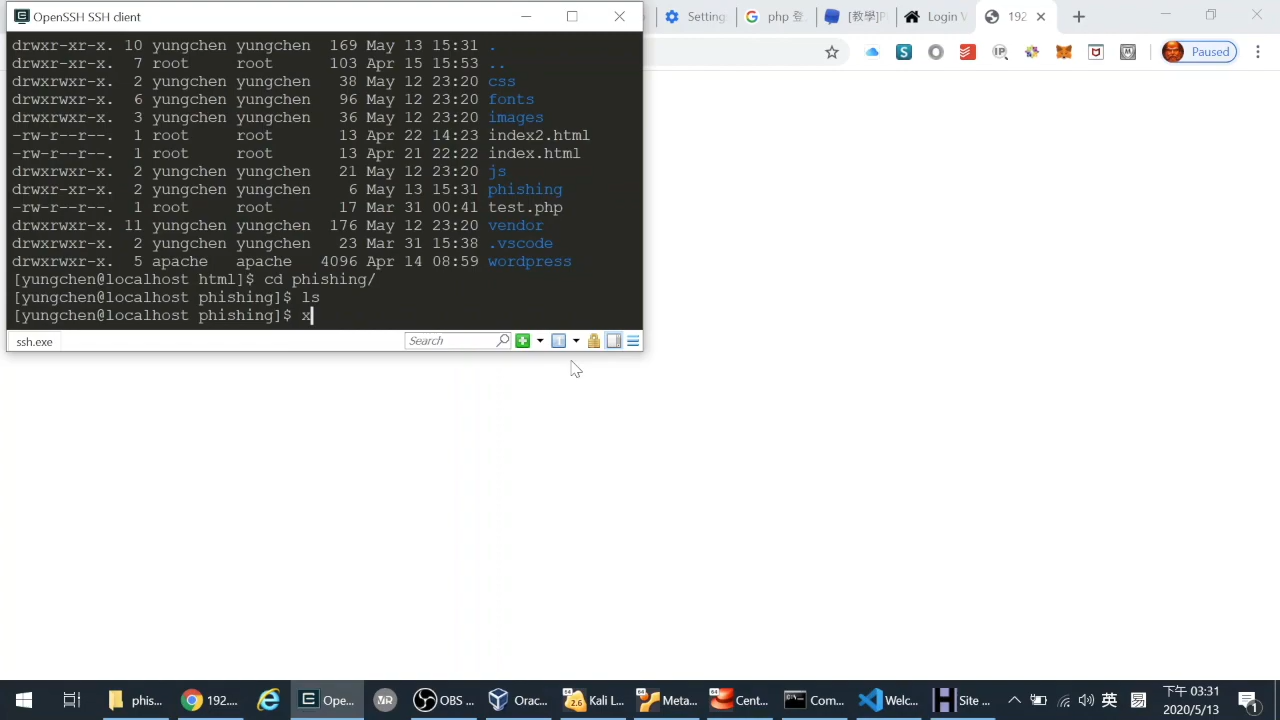 OpenSSH SSH client
Setting
php 登
[教學]P
Login V
192
Paused
drwxr-xr-x. 10 yungchen yungchen 169 May 13 15:31 .
drwxr-xr-x. 7 root root 103 Apr 15 15:53 ..
drwxrwxr-x. 2 yungchen yungchen 38 May 12 23:20 css
drwxrwxr-x. 6 yungchen yungchen 96 May 12 23:20 fonts
drwxrwxr-x. 3 yungchen yungchen 36 May 12 23:20 images
-rw-r--r--. 1 root root 13 Apr 22 14:23 index2.html
-rw-r--r--. 1 root root 13 Apr 21 22:22 index.html
drwxrwxr-x. 2 yungchen yungchen 21 May 12 23:20 js
drwxrwxr-x. 2 yungchen yungchen 6 May 13 15:31 phishing
-rw-r--r--. 1 root root 17 Mar 31 00:41 test.php
drwxrwxr-x. 11 yungchen yungchen 176 May 12 23:20 vendor
drwxrwxr-x. 2 yungchen yungchen 23 Mar 31 15:38 .vscode
drwxrwxr-x. 5 apache apache 4096 Apr 14 08:59 wordpress
[yungchen@localhost html]$ cd phishing/
[yungchen@localhost phishing]$ ls
[yungchen@localhost phishing]$ x
ssh.exe
Search
phis...
192....
Ope...
OBS ...
Orac...
Kali L...
Meta...
Cent...
Com...
Welc...
Site ...
英
下午 03:31
2020/5/13